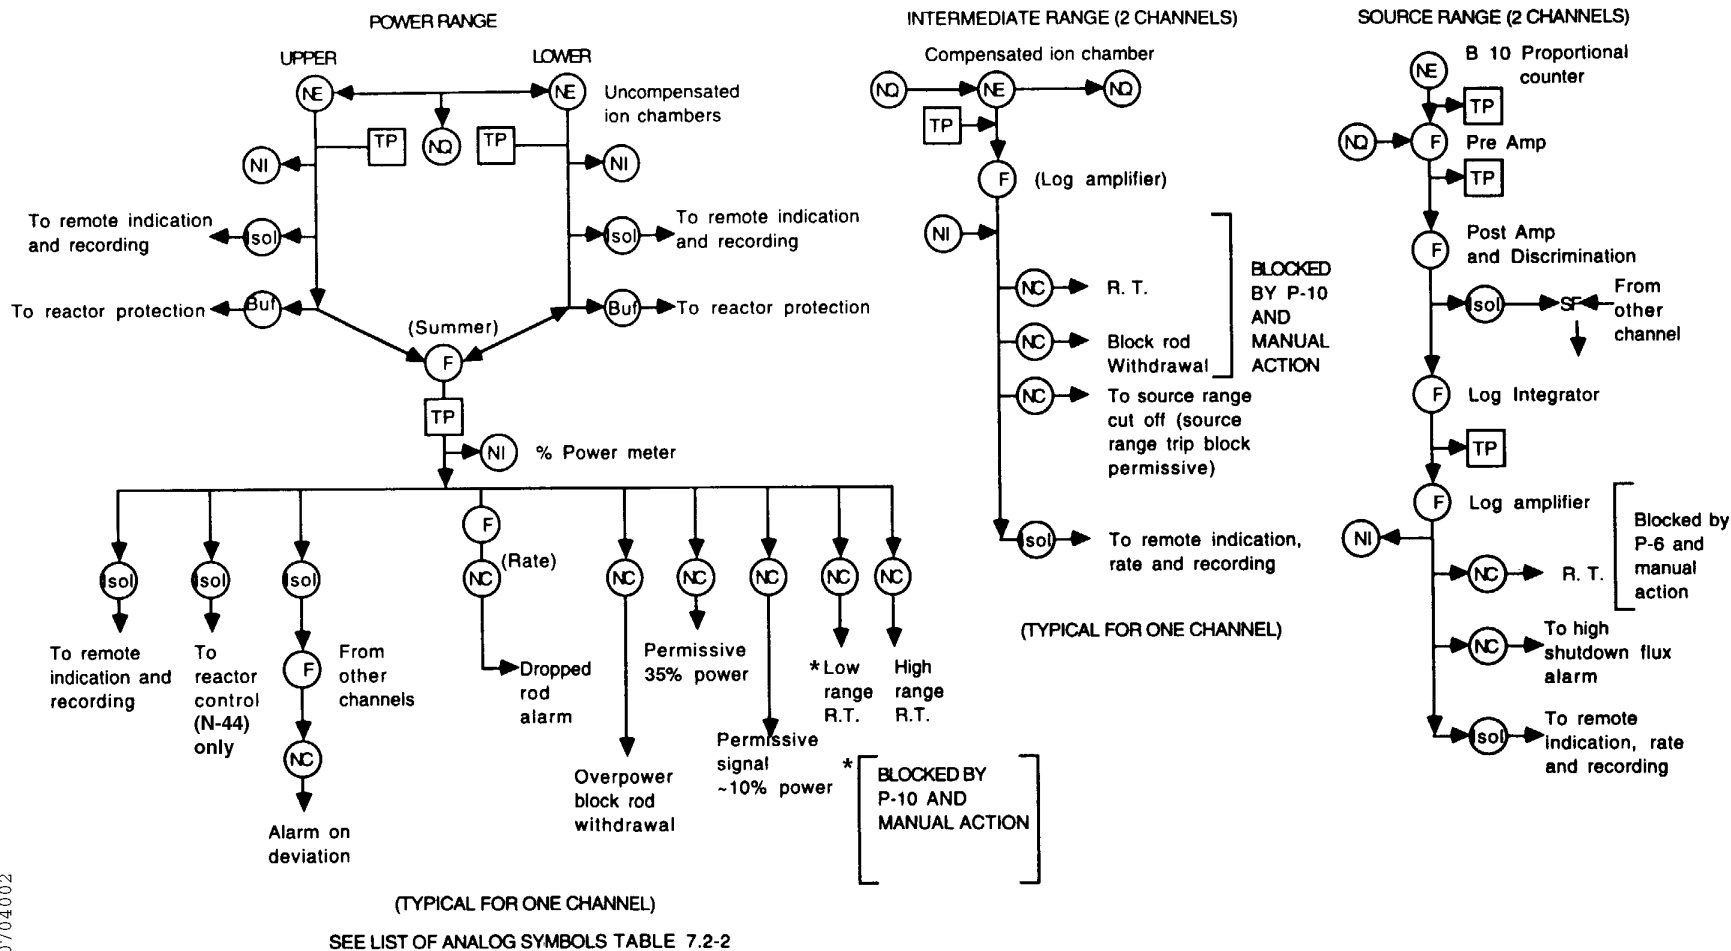 POWER RANGE
UPPER
LOWER
NE
NE
Uncompensated
ion chambers
TP
NQ
TP
NI
NI
To remote indication
and recording
Isol
Isol
To remote indication
and recording
To reactor protection
Buf
Buf
To reactor protection
(Summer)
F
TP
NI
% Power meter
F
(Rate)
Isol
Isol
Isol
NC
NC
NC
NC
NC
NC
To remote
indication and
recording
To
reactor
control
(N-44)
only
F
From
other
channels
NC
Alarm on
deviation
Dropped
rod
alarm
Overpower
block rod
withdrawal
Permissive
35% power
Permissive
signal
~10% power
* Low
range
R.T.
High
range
R.T.
*
BLOCKED BY
P-10 AND
MANUAL ACTION
(TYPICAL FOR ONE CHANNEL)
SEE LIST OF ANALOG SYMBOLS TABLE 7.2-2
INTERMEDIATE RANGE (2 CHANNELS)
Compensated ion chamber
NQ
NE
NQ
TP
F
(Log amplifier)
NI
NC
R. T.
NC
Block rod
Withdrawal
BLOCKED
BY P-10
AND
MANUAL
ACTION
NC
To source range
cut off (source
range trip block
permissive)
Isol
To remote indication,
rate and recording
(TYPICAL FOR ONE CHANNEL)
SOURCE RANGE (2 CHANNELS)
NE
B 10 Proportional
counter
TP
NQ
F
Pre Amp
TP
F
Post Amp
and Discrimination
Isol
SF
From
other
channel
F
Log Integrator
TP
F
Log amplifier
NI
NC
R. T.
Blocked by
P-6 and
manual
action
NC
To high
shutdown flux
alarm
Isol
To remote
indication, rate
and recording